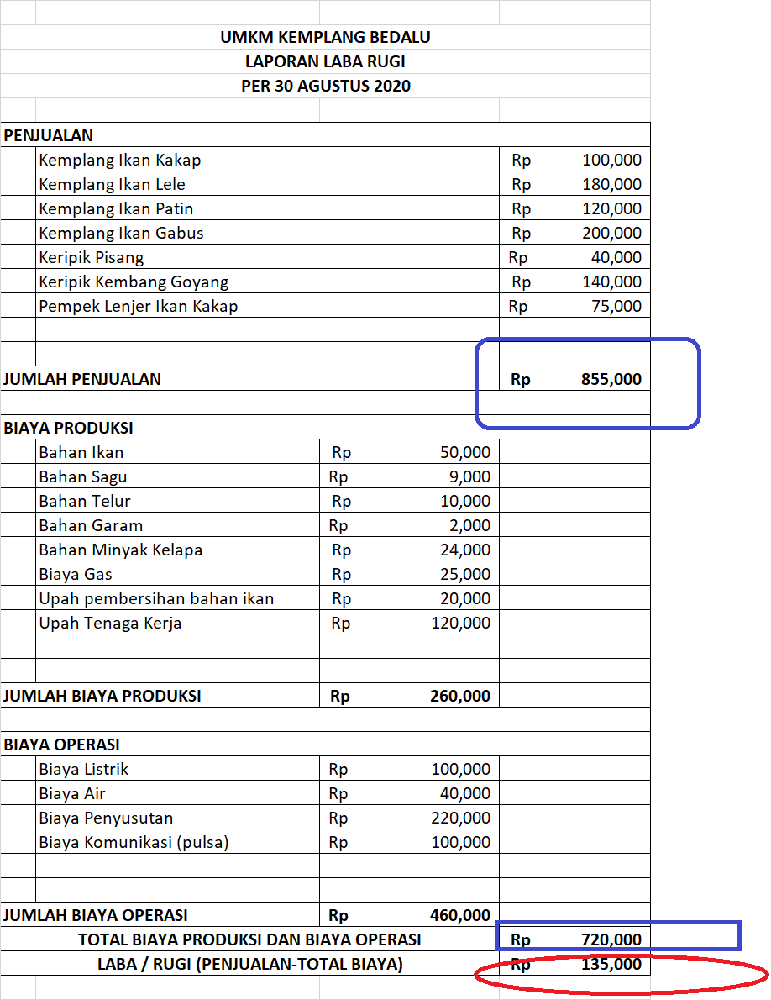 UMKM KEMPLANG BEDALU
LAPORAN LABA RUGI
PER 30 AGUSTUS 2020
PENJUALAN
Kemplang Ikan Kakap Rp 100,000
Kemplang Ikan Lele Rp 180,000
Kemplang Ikan Patin Rp 120,000
Kemplang Ikan Gabus Rp 200,000
Keripik Pisang Rp 40,000
Keripik Kembang Goyang Rp 140,000
Pempek Lenjer Ikan Kakap Rp 75,000
JUMLAH PENJUALAN Rp 855,000
BIAYA PRODUKSI
Bahan Ikan Rp 50,000
Bahan Sagu Rp 9,000
Bahan Telur Rp 10,000
Bahan Garam Rp 2,000
Bahan Minyak Kelapa Rp 24,000
Biaya Gas Rp 25,000
Upah pembersihan bahan ikan Rp 20,000
Upah Tenaga Kerja Rp 120,000
JUMLAH BIAYA PRODUKSI Rp 260,000
BIAYA OPERASI
Biaya Listrik Rp 100,000
Biaya Air Rp 40,000
Biaya Penyusutan Rp 220,000
Biaya Komunikasi (pulsa) Rp 100,000
JUMLAH BIAYA OPERASI Rp 460,000
TOTAL BIAYA PRODUKSI DAN BIAYA OPERASI Rp 720,000
LABA / RUGI (PENJUALAN-TOTAL BIAYA) Rp 135,000